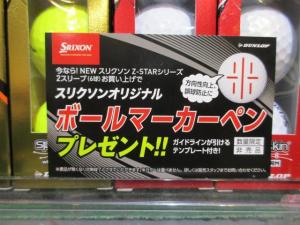 SRIXON
DUNLOP
今なら! NEW スリクソン Z-STARシリーズ
2スリーブ(6球)お買い上げで
スリクソンオリジナル
方向性向上、
誤球防止に
ボールマーカーペン
プレゼント!!
ガイドラインが引ける
テンプレート付き!
数量限定
非売品